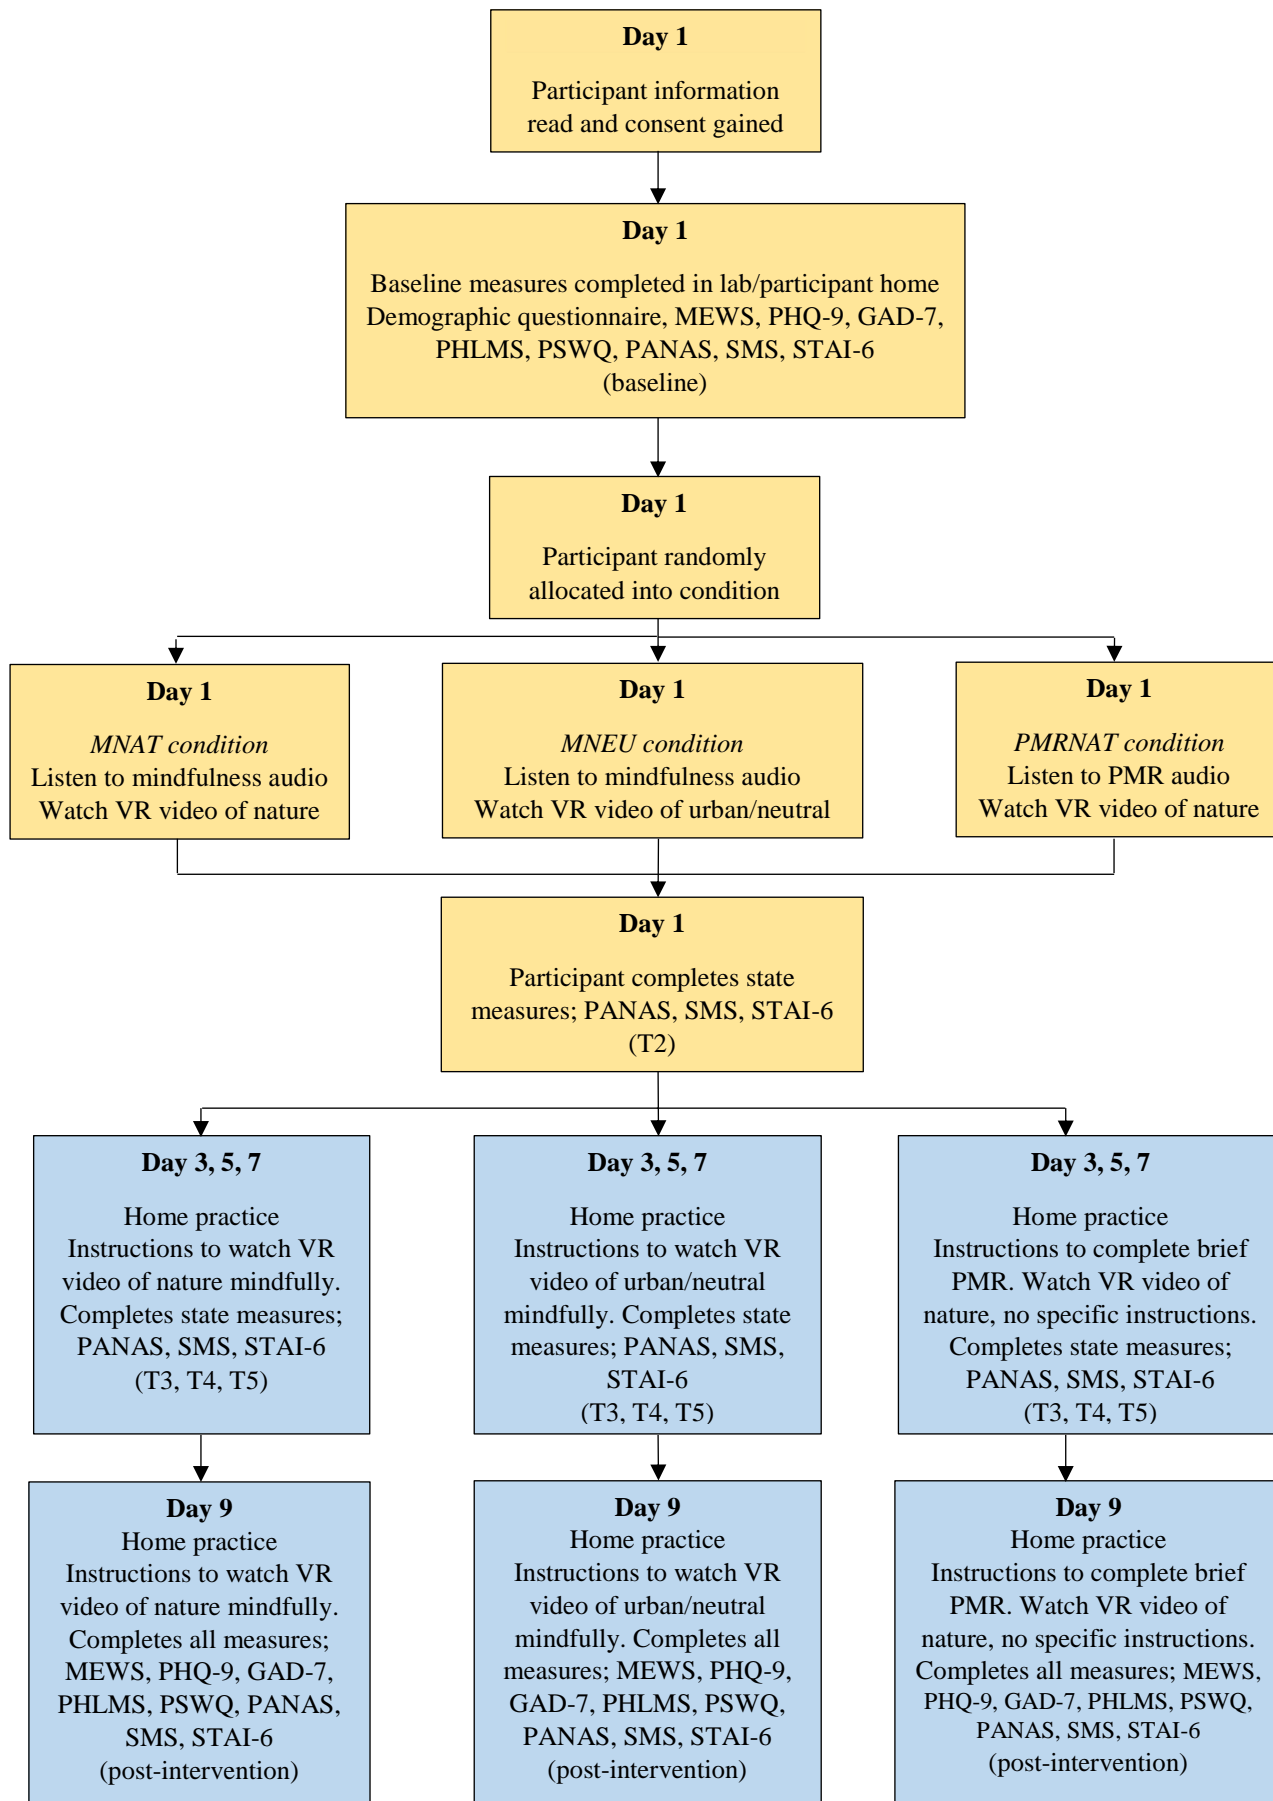 Day 1
Participant information
read and consent gained
Day 1
Baseline measures completed in lab/participant home
Demographic questionnaire, MEWS, PHQ-9, GAD-7,
PHLMS, PSWQ, PANAS, SMS, STAI-6
(baseline)
Day 1
Participant randomly
allocated into condition
Day 1
MNAT condition
Listen to mindfulness audio
Watch VR video of nature
Day 1
MNEU condition
Listen to mindfulness audio
Watch VR video of urban/neutral
Day 1
PMRNAT condition
Listen to PMR audio
Watch VR video of nature
Day 1
Participant completes state
measures; PANAS, SMS, STAI-6
(T2)
Day 3, 5, 7
Home practice
Instructions to watch VR
video of nature mindfully.
Completes state measures;
PANAS, SMS, STAI-6
(T3, T4, T5)
Day 3, 5, 7
Home practice
Instructions to watch VR
video of urban/neutral
mindfully. Completes state
measures; PANAS, SMS,
STAI-6
(T3, T4, T5)
Day 3, 5, 7
Home practice
Instructions to complete brief
PMR. Watch VR video of
nature, no specific instructions.
Completes state measures;
PANAS, SMS, STAI-6
(T3, T4, T5)
Day 9
Home practice
Instructions to watch VR
video of nature mindfully.
Completes all measures;
MEWS, PHQ-9, GAD-7,
PHLMS, PSWQ, PANAS,
SMS, STAI-6
(post-intervention)
Day 9
Home practice
Instructions to watch VR
video of urban/neutral
mindfully. Completes all
measures; MEWS, PHQ-9,
GAD-7, PHLMS, PSWQ,
PANAS, SMS, STAI-6
(post-intervention)
Day 9
Home practice
Instructions to complete brief
PMR. Watch VR video of
nature, no specific instructions.
Completes all measures; MEWS,
PHQ-9, GAD-7, PHLMS, PSWQ,
PANAS, SMS, STAI-6
(post-intervention)